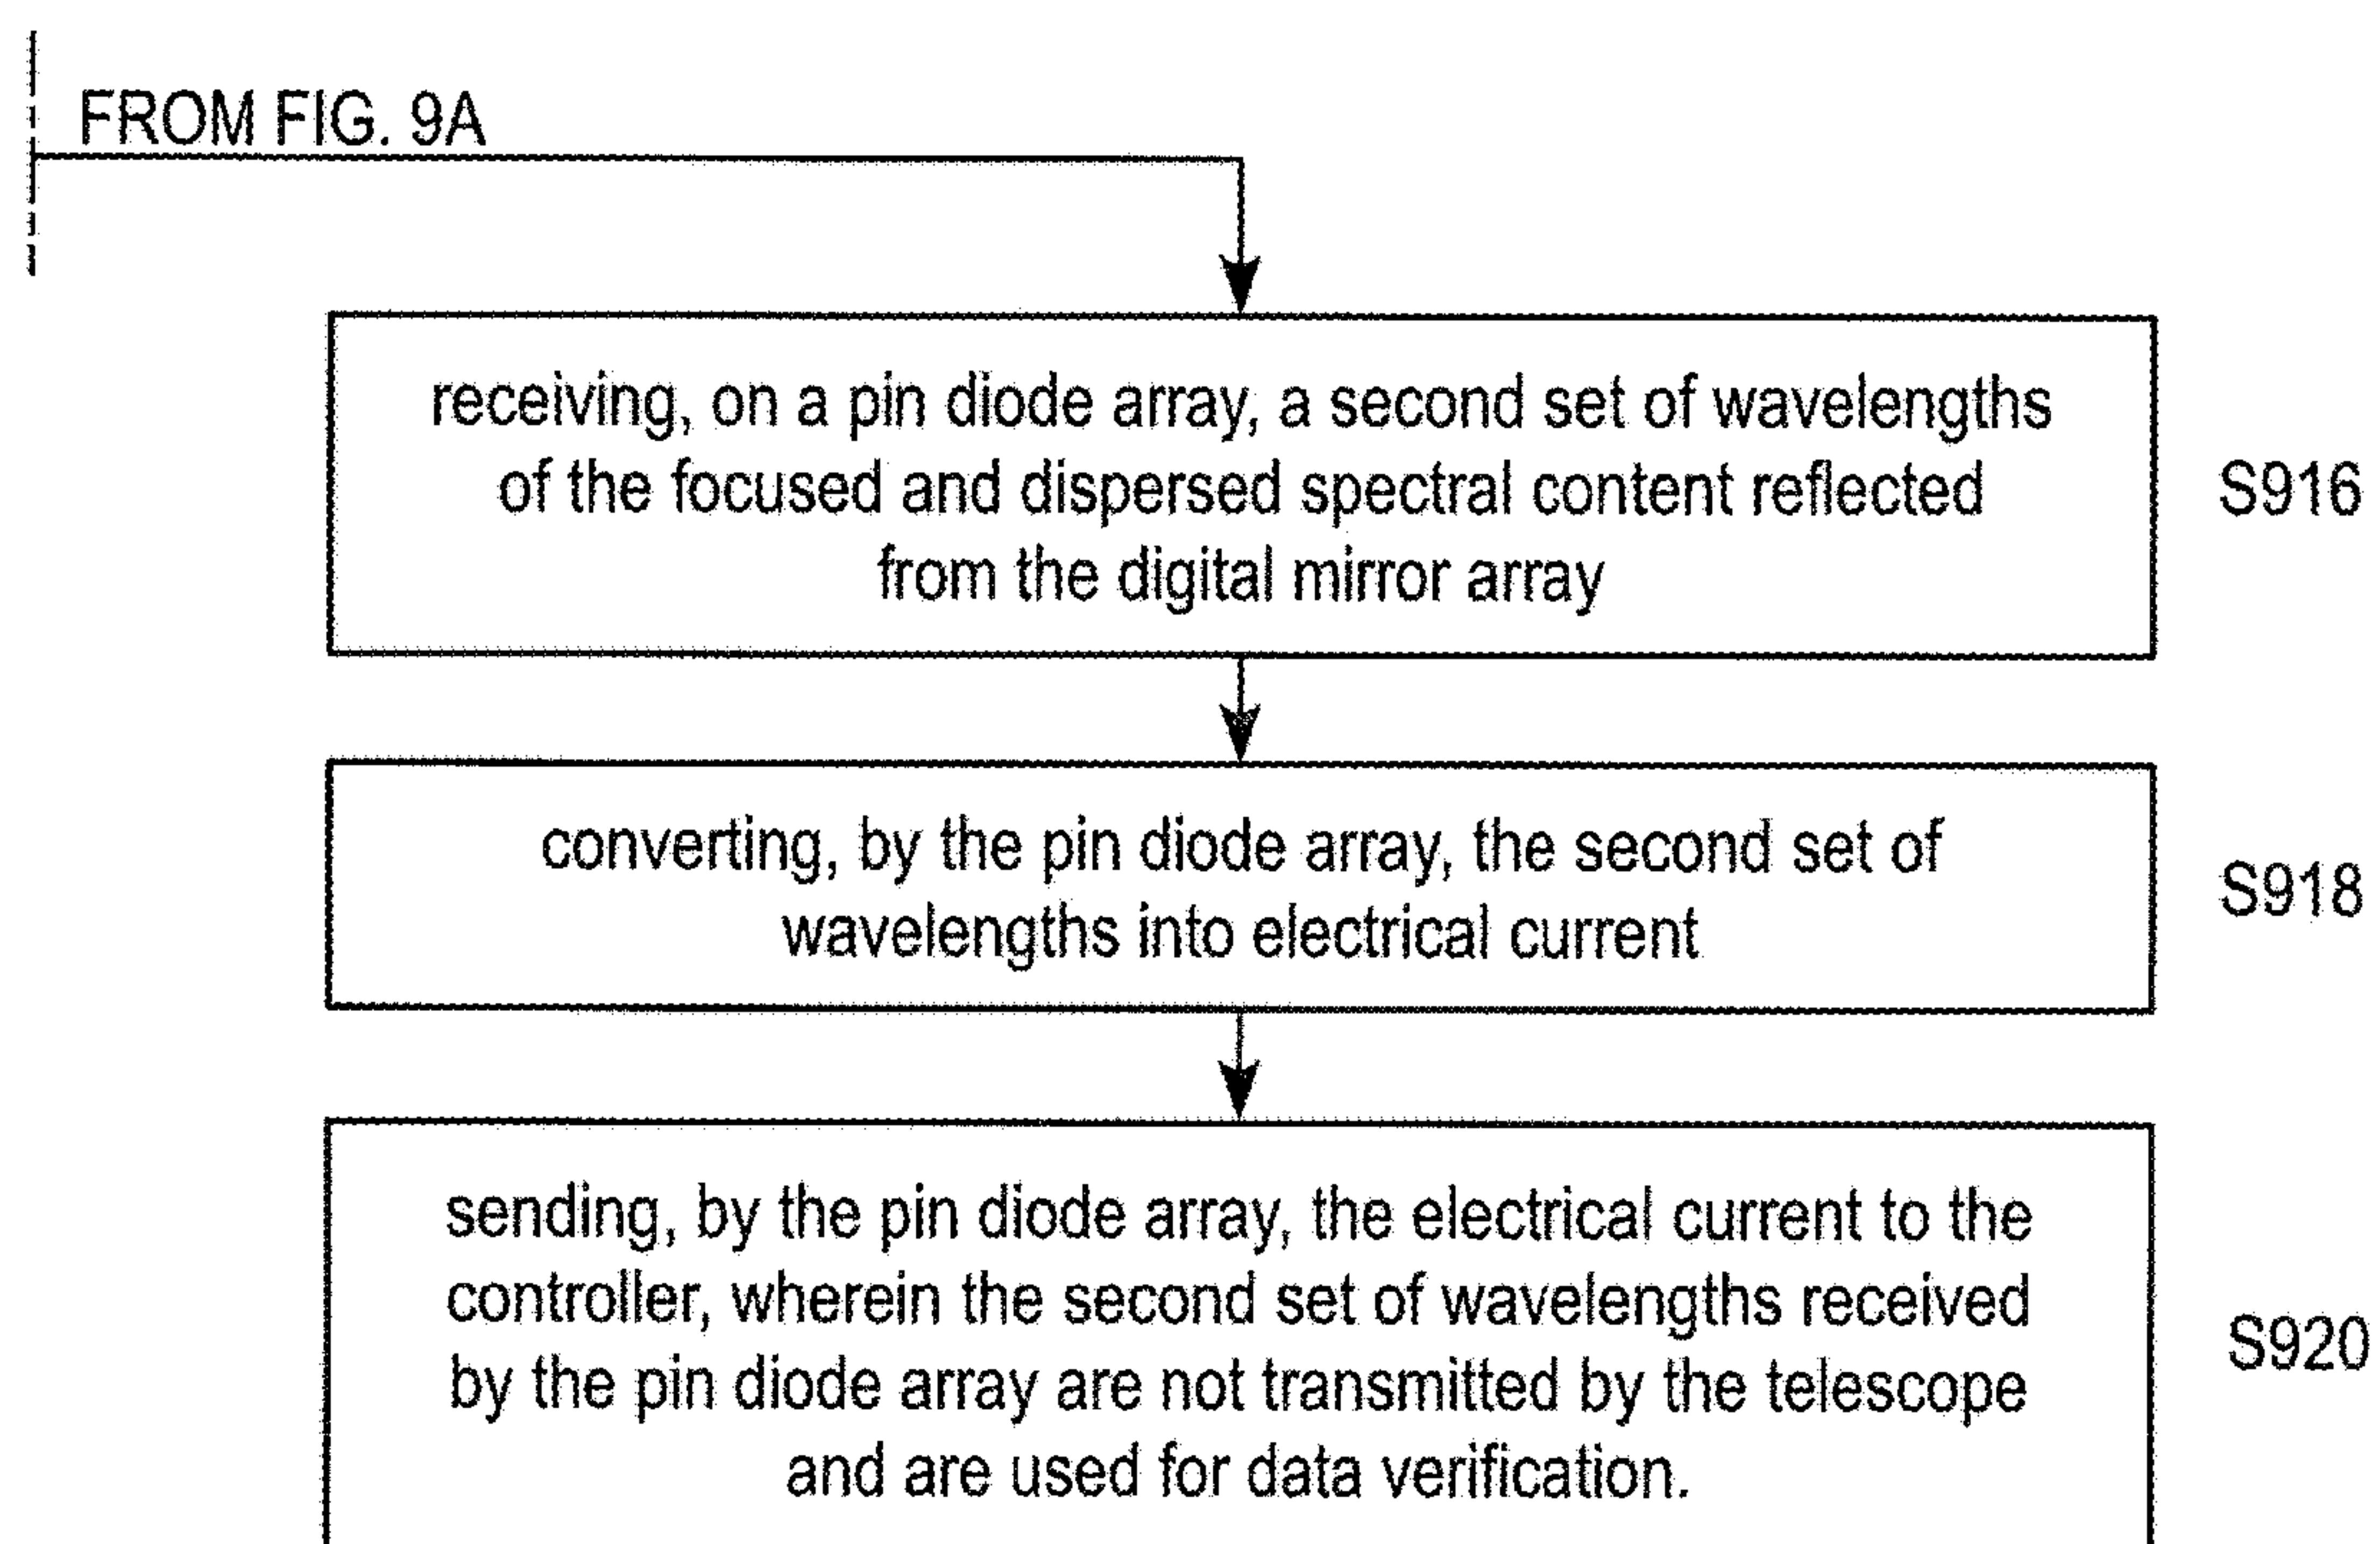 FROM FIG. 9A
receiving, on a pin diode array, a second set of wavelengths
of the focused and dispersed spectral content reflected
from the digital mirror array
S916
converting, by the pin diode array, the second set of
wavelengths into electrical current
S918
sending, by the pin diode array, the electrical current to the
controller, wherein the second set of wavelengths received
by the pin diode array are not transmitted by the telescope
and are used for data verification.
S920